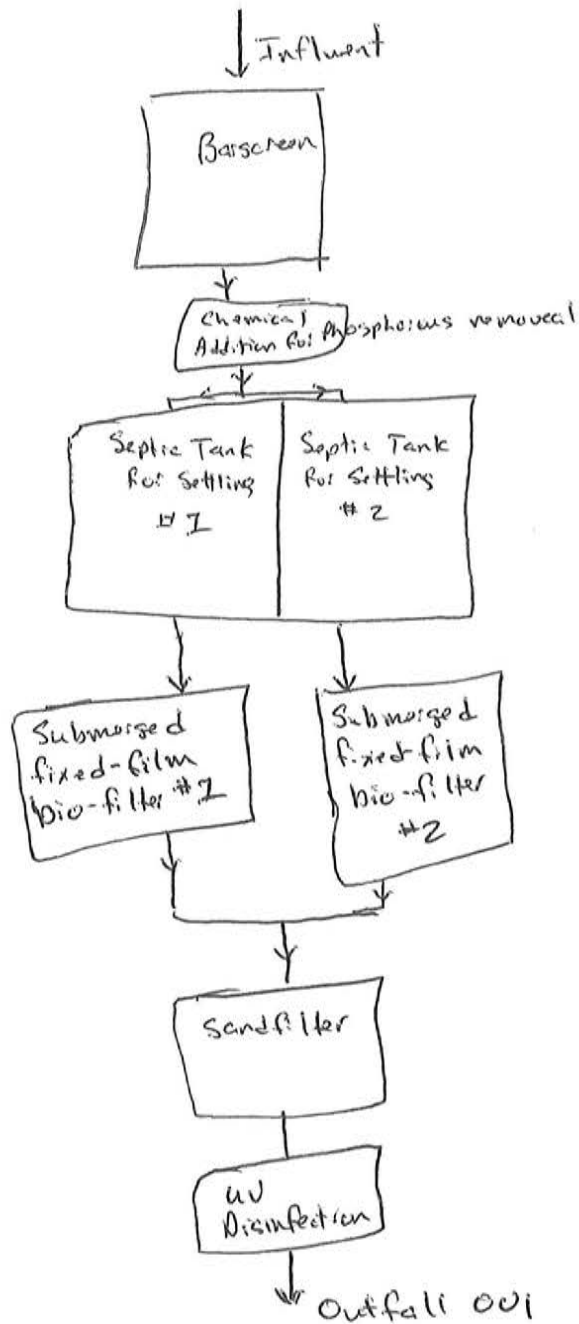 Influent
Barscreen
Chemical
Addition for Phosphorus removeal
Septic Tank
for Settling
# 1
Septic Tank
for Settling
# 2
Submerged
fixed-film
bio-filter #1
Submerged
fixed-film
bio-filter
#2
Sandfilter
UV
Disinfection
Outfall 001